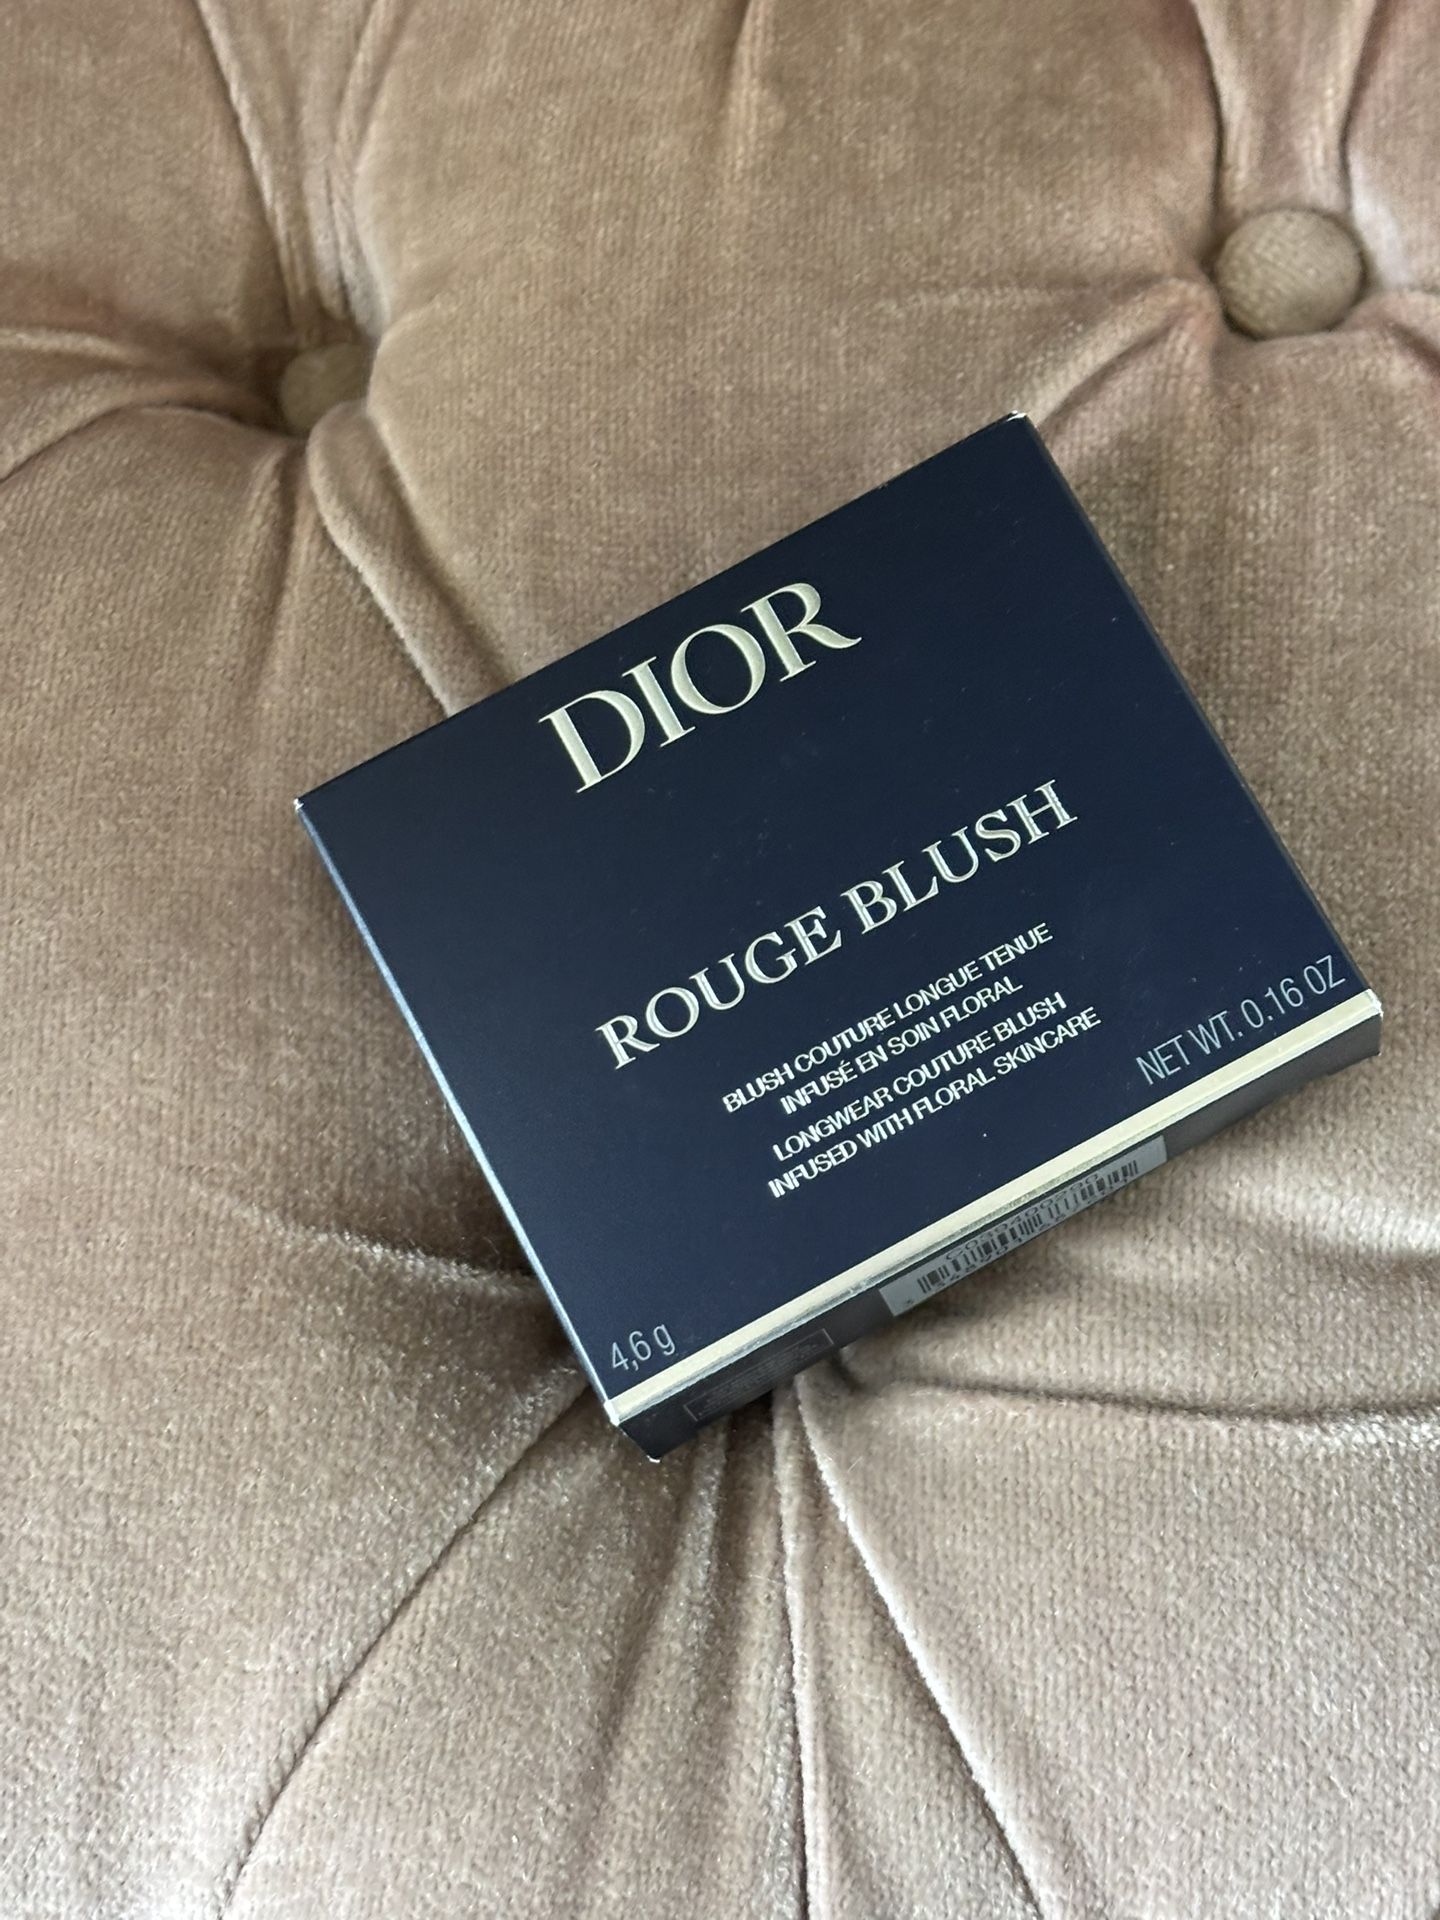 DIOR
ROUGE BLUSH
BLUSH COUTURE LONGUE TENUE
INFUSÉ EN SOIN FLORAL
LONGWEAR COUTURE BLUSH
INFUSED WITH FLORAL SKINCARE
4,6 g
NET WT. 0.16 OZ